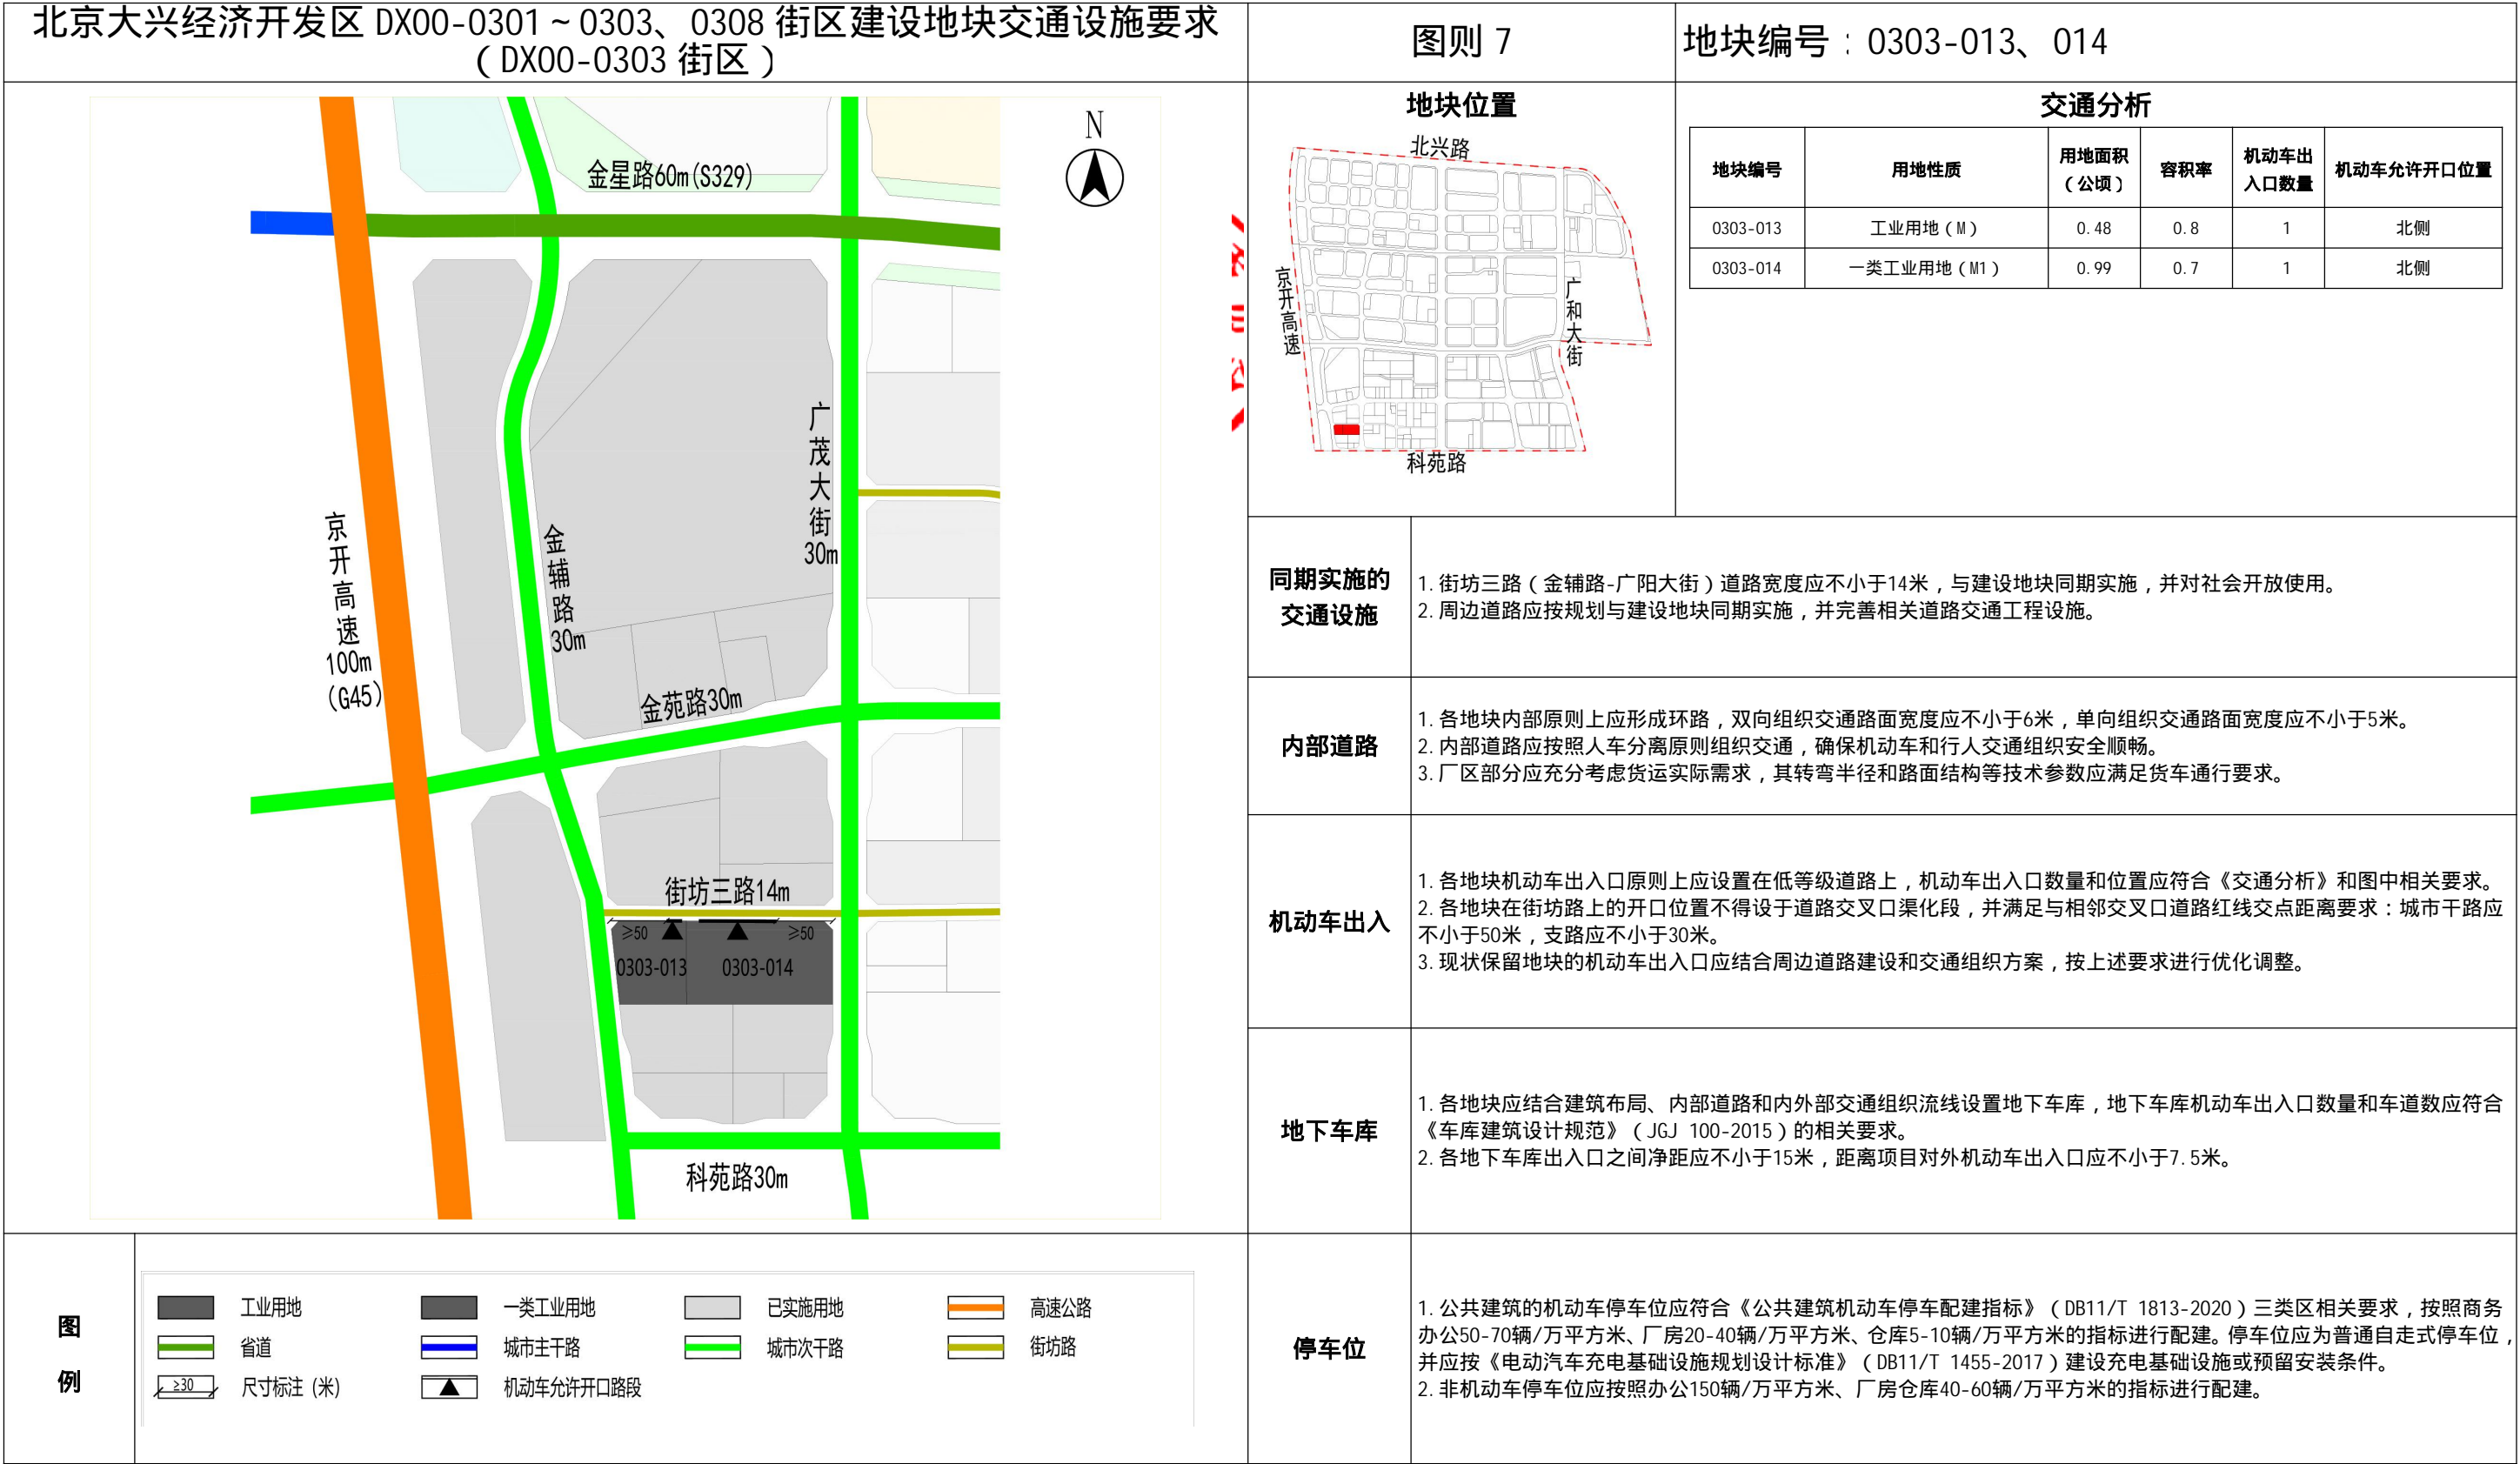 北京大兴经济开发区 DX00-0301～0303、0308 街区建设地块交通设施要求
（DX00-0303 街区）
图则 7
地块编号：0303-013、014
金星路60m(S329)
N
广茂大街30m
京开高速100m(G45)
金辅路30m
金苑路30m
街坊三路14m
≥50
≥50
0303-013
0303-014
科苑路30m
地块位置
北兴路
京开高速
广和大街
科苑路
交通分析
地块编号 用地性质 用地面积（公顷） 容积率 机动车出入口数量 机动车允许开口位置
0303-013 工业用地（M） 0.48 0.8 1 北侧
0303-014 一类工业用地（M1） 0.99 0.7 1 北侧
同期实施的
交通设施
1. 街坊三路（金辅路-广阳大街）道路宽度应不小于14米，与建设地块同期实施，并对社会开放使用。
2. 周边道路应按规划与建设地块同期实施，并完善相关道路交通工程设施。
内部道路
1. 各地块内部原则上应形成环路，双向组织交通路面宽度应不小于6米，单向组织交通路面宽度应不小于5米。
2. 内部道路应按照人车分离原则组织交通，确保机动车和行人交通组织安全顺畅。
3. 厂区部分应充分考虑货运实际需求，其转弯半径和路面结构等技术参数应满足货车通行要求。
机动车出入
1. 各地块机动车出入口原则上应设置在低等级道路上，机动车出入口数量和位置应符合《交通分析》和图中相关要求。
2. 各地块在街坊路上的开口位置不得设于道路交叉口渠化段，并满足与相邻交叉口道路红线交点距离要求：城市干路应
不小于50米，支路应不小于30米。
3. 现状保留地块的机动车出入口应结合周边道路建设和交通组织方案，按上述要求进行优化调整。
地下车库
1. 各地块应结合建筑布局、内部道路和内外部交通组织流线设置地下车库，地下车库机动车出入口数量和车道数应符合
《车库建筑设计规范》（JGJ 100-2015）的相关要求。
2. 各地下车库出入口之间净距应不小于15米，距离项目对外机动车出入口应不小于7.5米。
停车位
1. 公共建筑的机动车停车位应符合《公共建筑机动车停车配建指标》（DB11/T 1813-2020）三类区相关要求，按照商务
办公50-70辆/万平方米、厂房20-40辆/万平方米、仓库5-10辆/万平方米的指标进行配建。停车位应为普通自走式停车位，
并应按《电动汽车充电基础设施规划设计标准》（DB11/T 1455-2017）建设充电基础设施或预留安装条件。
2. 非机动车停车位应按照办公150辆/万平方米、厂房仓库40-60辆/万平方米的指标进行配建。
图
例
工业用地 一类工业用地 已实施用地 高速公路
省道 城市主干路 城市次干路 街坊路
≥30 尺寸标注 (米) 机动车允许开口路段